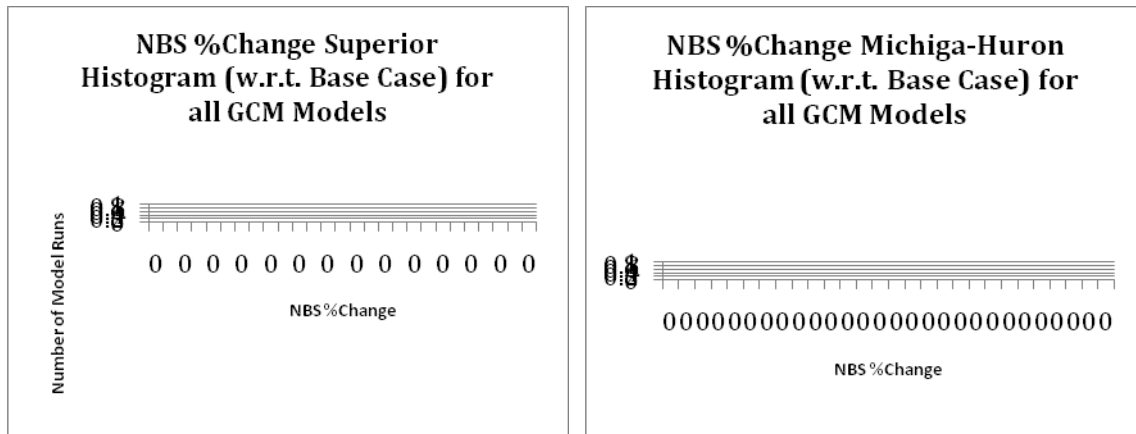 NBS %Change Superior
Histogram (w.r.t. Base Case) for
all GCM Models
Number of Model Runs
0 0 0 0 0 0 0 0 0 0 0 0 0 0
NBS %Change
NBS %Change Michiga-Huron
Histogram (w.r.t. Base Case) for
all GCM Models
0000000000000000000000000000
NBS %Change